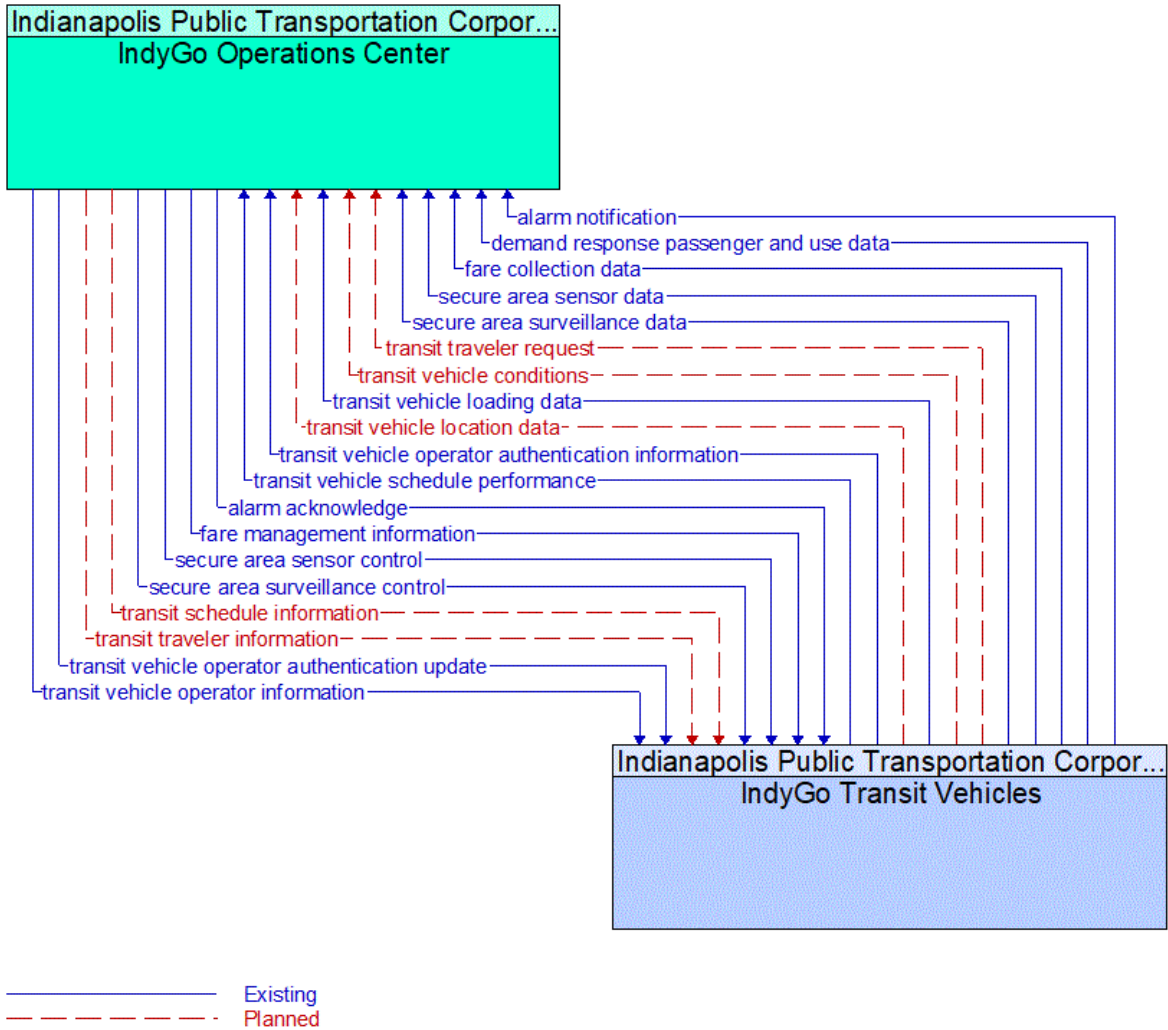 Indianapolis Public Transportation Corpor...
IndyGo Operations Center
alarm notification
demand response passenger and use data
fare collection data
secure area sensor data
secure area surveillance data
transit traveler request
transit vehicle conditions
transit vehicle loading data
transit vehicle location data
transit vehicle operator authentication information
transit vehicle schedule performance
alarm acknowledge
fare management information
secure area sensor control
secure area surveillance control
transit schedule information
transit traveler information
transit vehicle operator authentication update
transit vehicle operator information
Indianapolis Public Transportation Corpor...
IndyGo Transit Vehicles
Existing
Planned